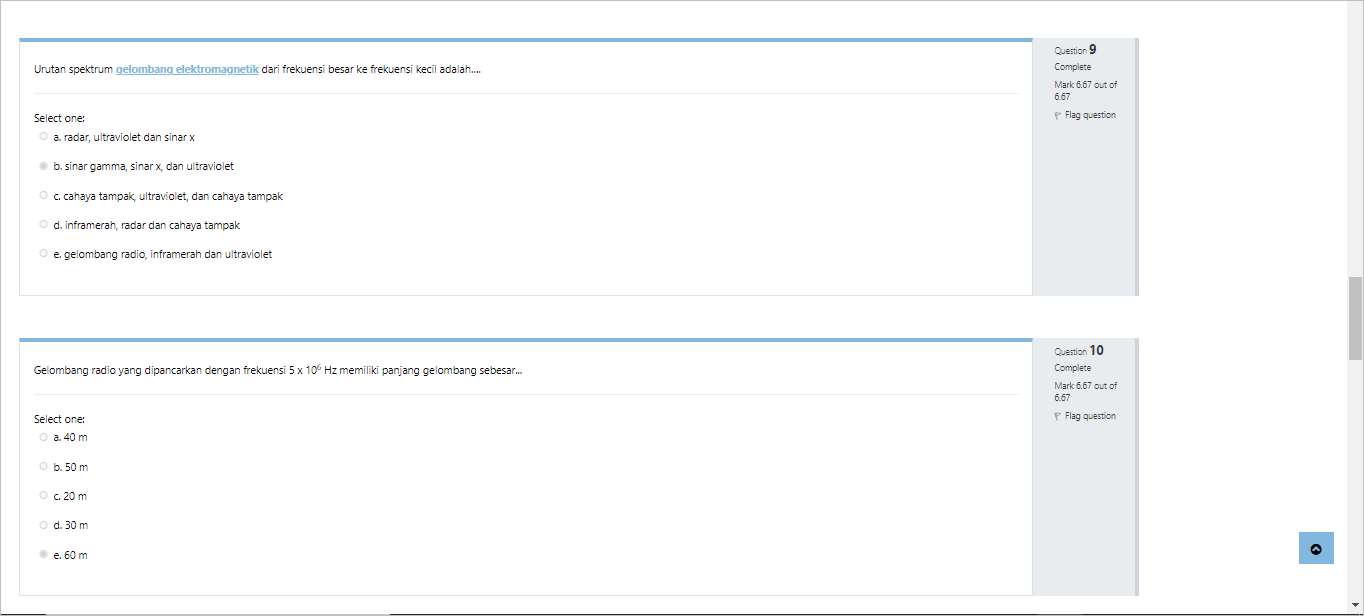 Urutan spektrum gelombang elektromagnetik dari frekuensi besar ke frekuensi kecil adalah....
Select one:
a. radar, ultraviolet dan sinar x
b. sinar gamma, sinar x, dan ultraviolet
c. cahaya tampak, ultraviolet, dan cahaya tampak
d. inframerah, radar dan cahaya tampak
e. gelombang radio, inframerah dan ultraviolet
Question 9
Complete
Mark 6.67 out of
6.67
Flag question
Gelombang radio yang dipancarkan dengan frekuensi 5 x 10⁶ Hz memiliki panjang gelombang sebesar...
Select one:
a. 40 m
b. 50 m
c. 20 m
d. 30 m
e. 60 m
Question 10
Complete
Mark 6.67 out of
6.67
Flag question